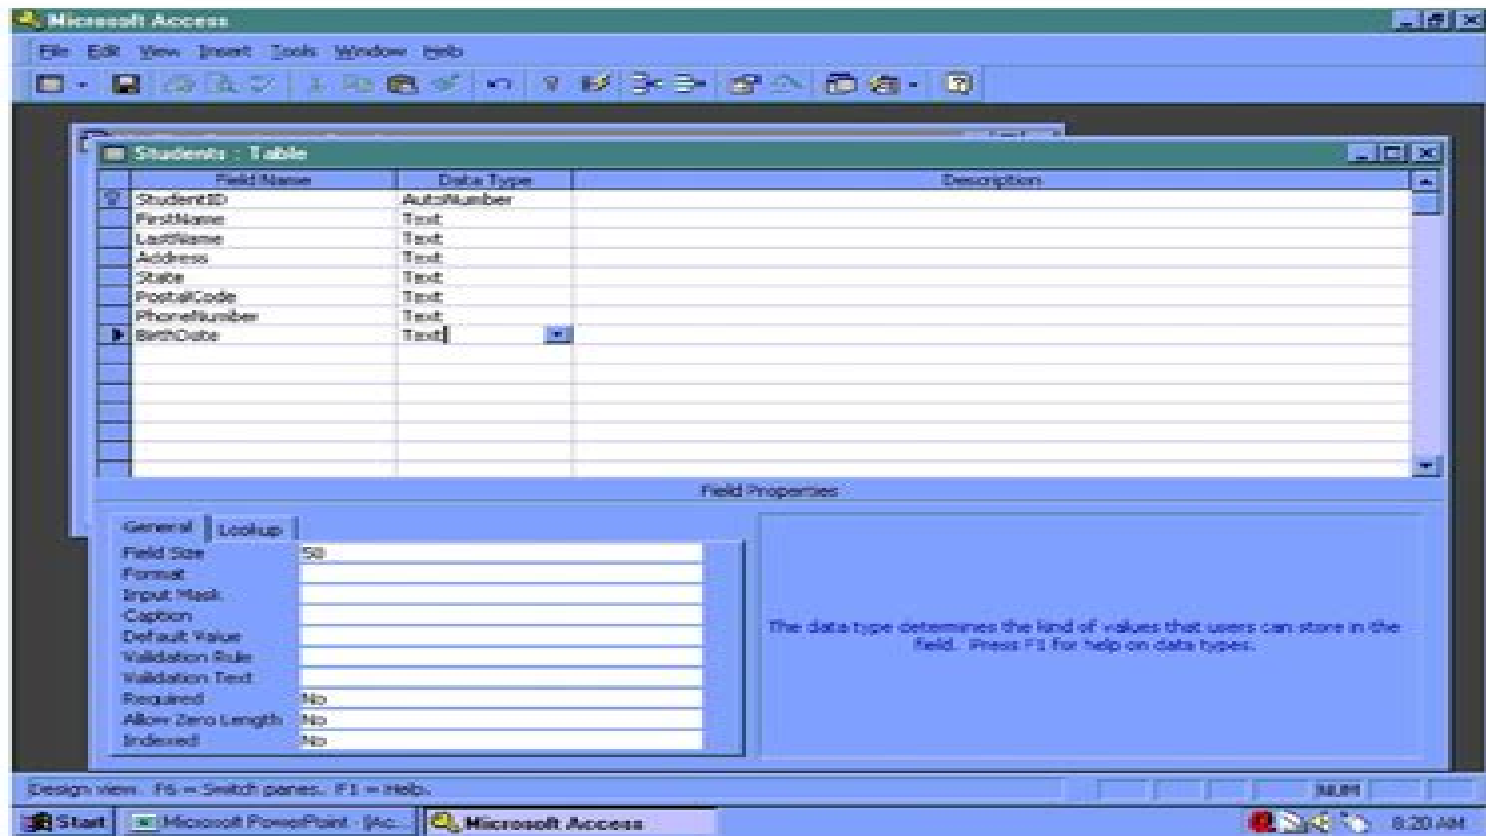 Microsoft Access
File Edit View Insert Tools Window Help
Students : Table
Field Name Data Type Description
StudentID AutoNumber
FirstName Text
LastName Text
Address Text
State Text
PostalCode Text
PhoneNumber Text
BirthDate Text
Field Properties
General Lookup
Field Size 50
Format
Input Mask
Caption
Default Value
Validation Rule
Validation Text
Required No
Allow Zero Length No
Indexed No
The data type determines the kind of values that users can store in the
field. Press F1 for help on data types.
Design view. F6 = Switch panes. F1 = Help.
NUM
Start Microsoft PowerPoint - [Ac... Microsoft Access 8:20 AM